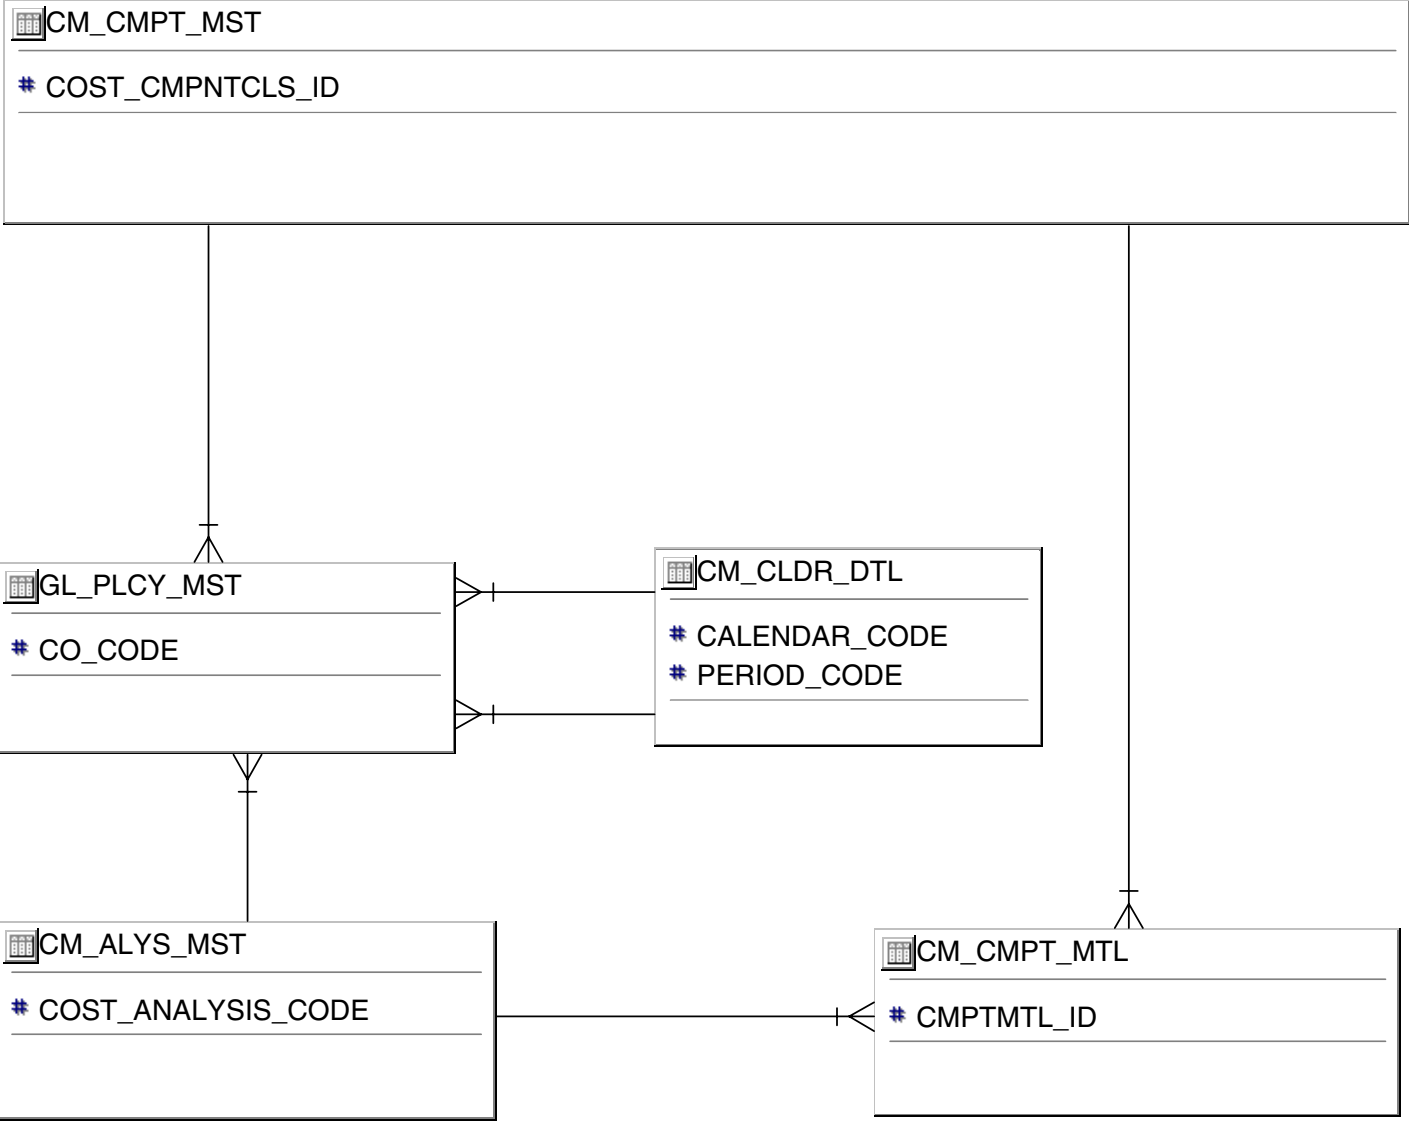 CM_CMPT_MST
# COST_CMPNTCLS_ID
GL_PLCY_MST
# CO_CODE
CM_CLDR_DTL
# CALENDAR_CODE
# PERIOD_CODE
CM_ALYS_MST
# COST_ANALYSIS_CODE
CM_CMPT_MTL
# CMPTMTL_ID